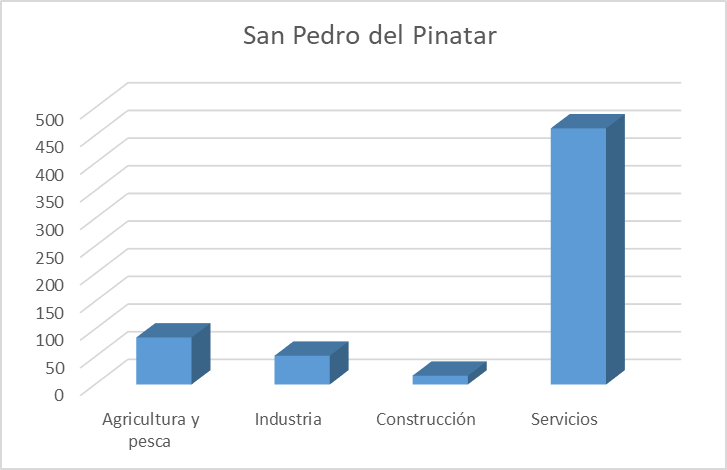 San Pedro del Pinatar
500
450
400
350
300
250
200
150
100
50
0
Agricultura y
pesca
Industria
Construcción
Servicios